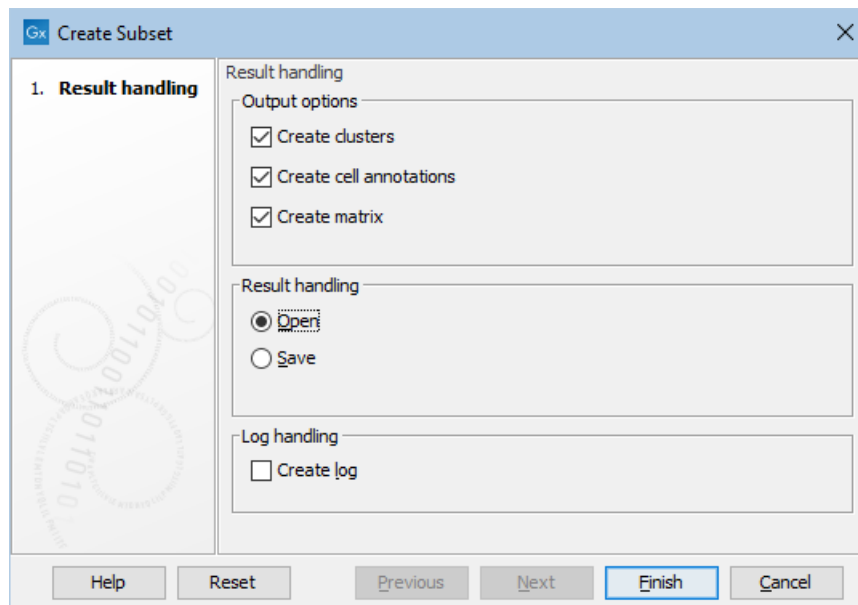 Gx Create Subset
1. Result handling
Result handling
Output options
Create clusters
Create cell annotations
Create matrix
Result handling
Open
Save
Log handling
Create log
Help Reset Previous Next Finish Cancel